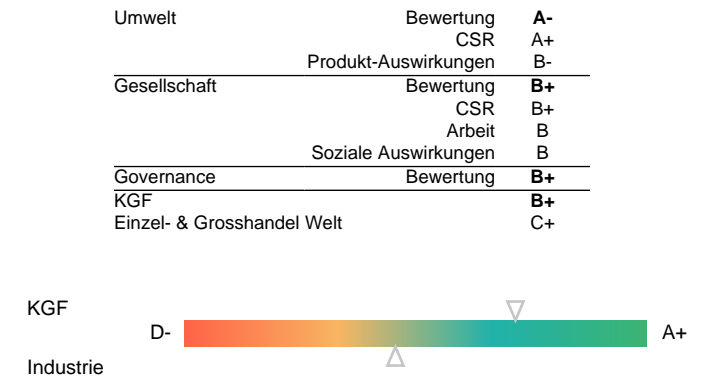 Umwelt Bewertung A-
CSR A+
Produkt-Auswirkungen B-
Gesellschaft Bewertung B+
CSR B+
Arbeit B
Soziale Auswirkungen B
Governance Bewertung B+
KGF B+
Einzel- & Grosshandel Welt C+
KGF
D- A+
Industrie